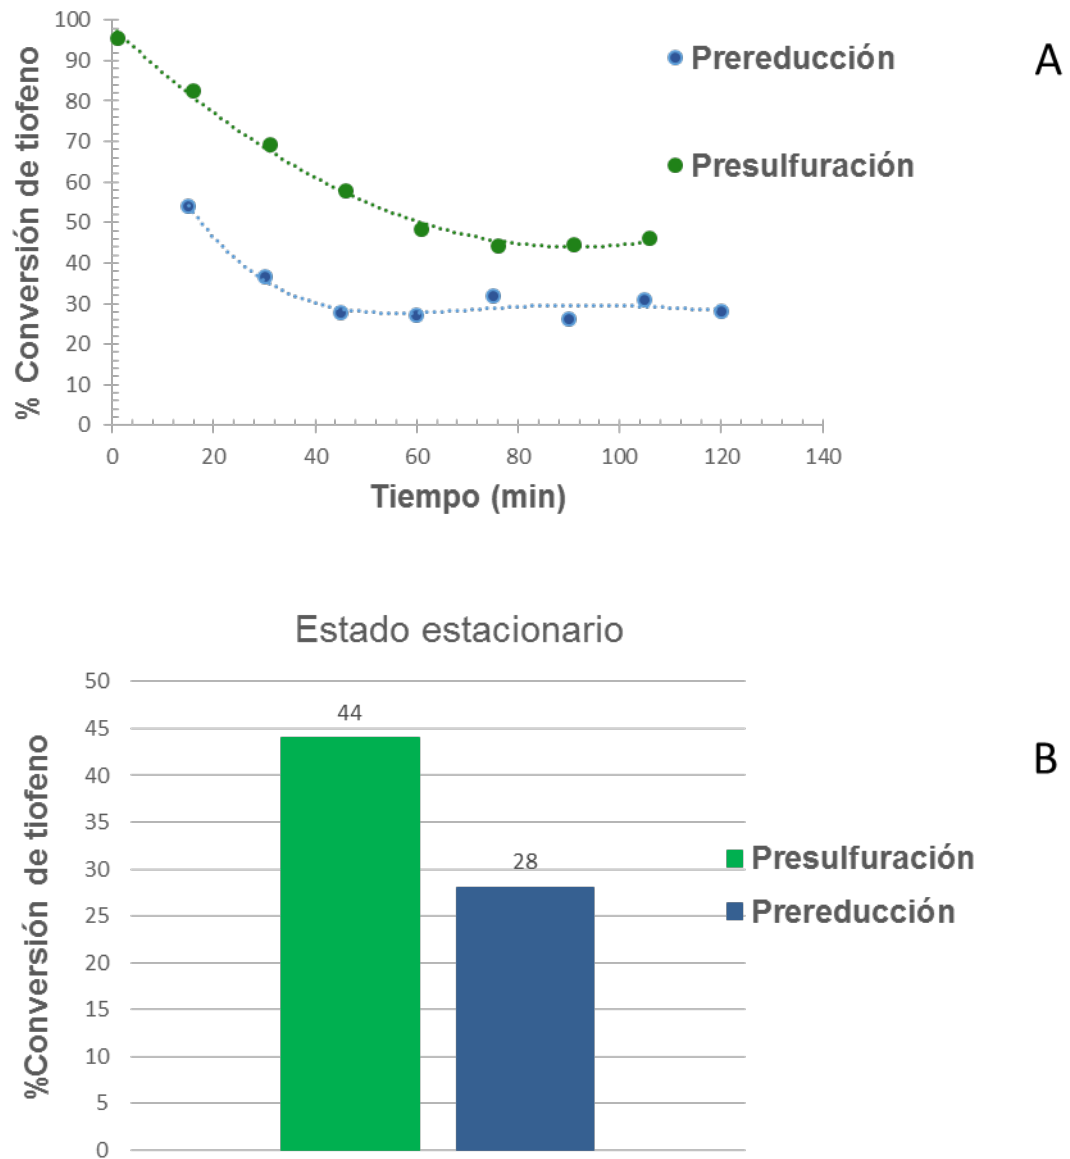 100
90
80
70
60
50
40
30
20
10
0
% Conversión de tiofeno
Prereducción
Presulfuración
A
0 20 40 60 80 100 120 140
Tiempo (min)
Estado estacionario
50
45
40
35
30
25
20
15
10
5
0
%Conversión de tiofeno
44
28
B
Presulfuración
Prereducción